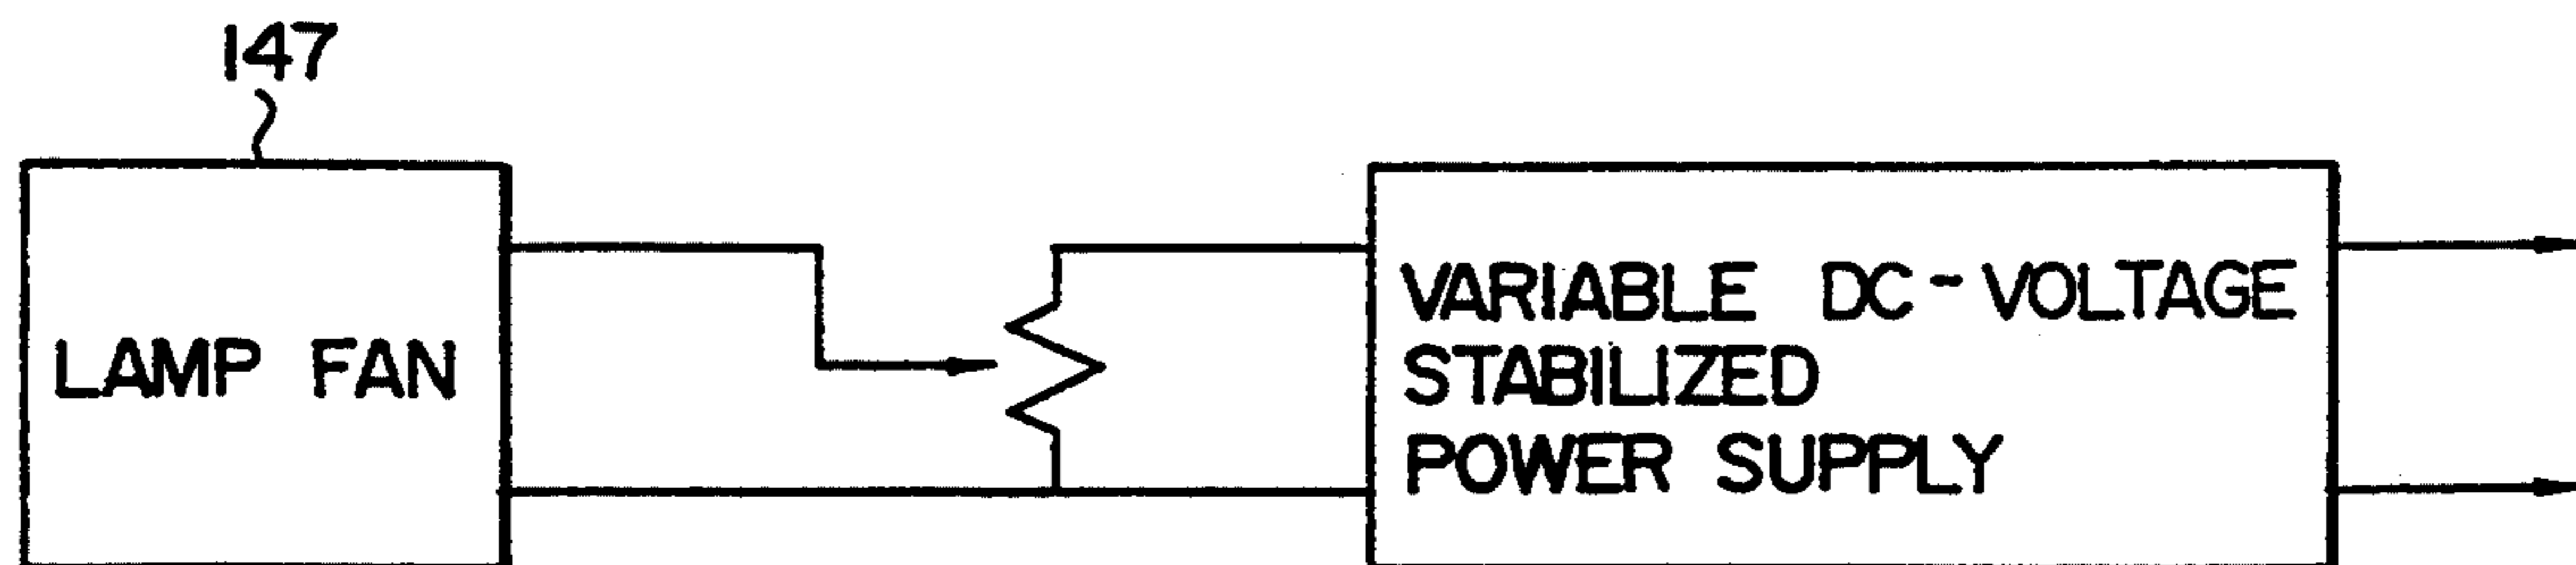 147
LAMP FAN
VARIABLE DC-VOLTAGE
STABILIZED
POWER SUPPLY